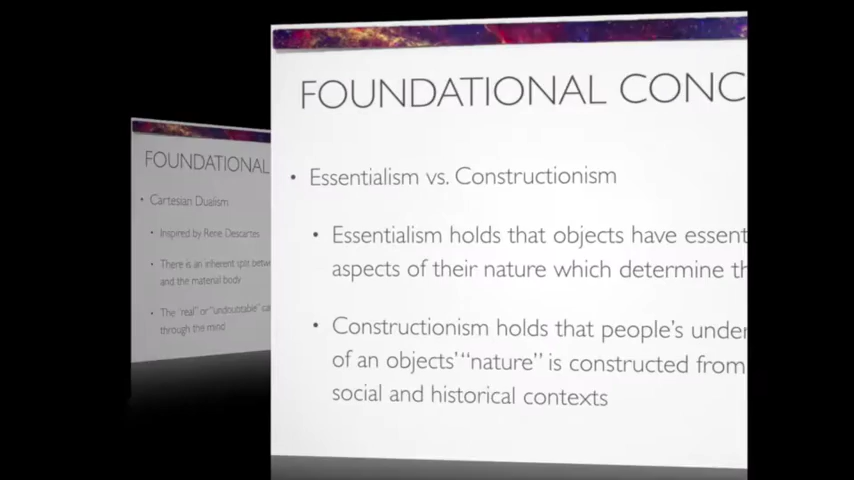 FOUNDATIONAL
• Cartesian Dualism
• Inspired by Rene Descartes
• There is an inherent split betw
and the material body
• The "real" or "undoubtable" ca
through the mind
FOUNDATIONAL CONC
• Essentialism vs. Constructionism
• Essentialism holds that objects have essent
aspects of their nature which determine th
• Constructionism holds that people's under
of an objects' "nature" is constructed from
social and historical contexts